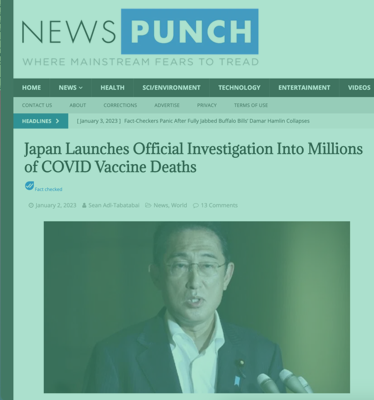 NEWS PUNCH
WHERE MAINSTREAM FEARS TO TREAD
HOME NEWS HEALTH SCI/ENVIRONMENT TECHNOLOGY ENTERTAINMENT VIDEOS
CONTACT US ABOUT CORRECTIONS ADVERTISE PRIVACY TERMS OF USE
HEADLINES [ January 3, 2023 ] Fact-Checkers Panic After Fully Jabbed Buffalo Bills' Damar Hamlin Collapses
Japan Launches Official Investigation Into Millions
of COVID Vaccine Deaths
Fact checked
January 2, 2023 Sean Adl-Tabatabai News, World 13 Comments